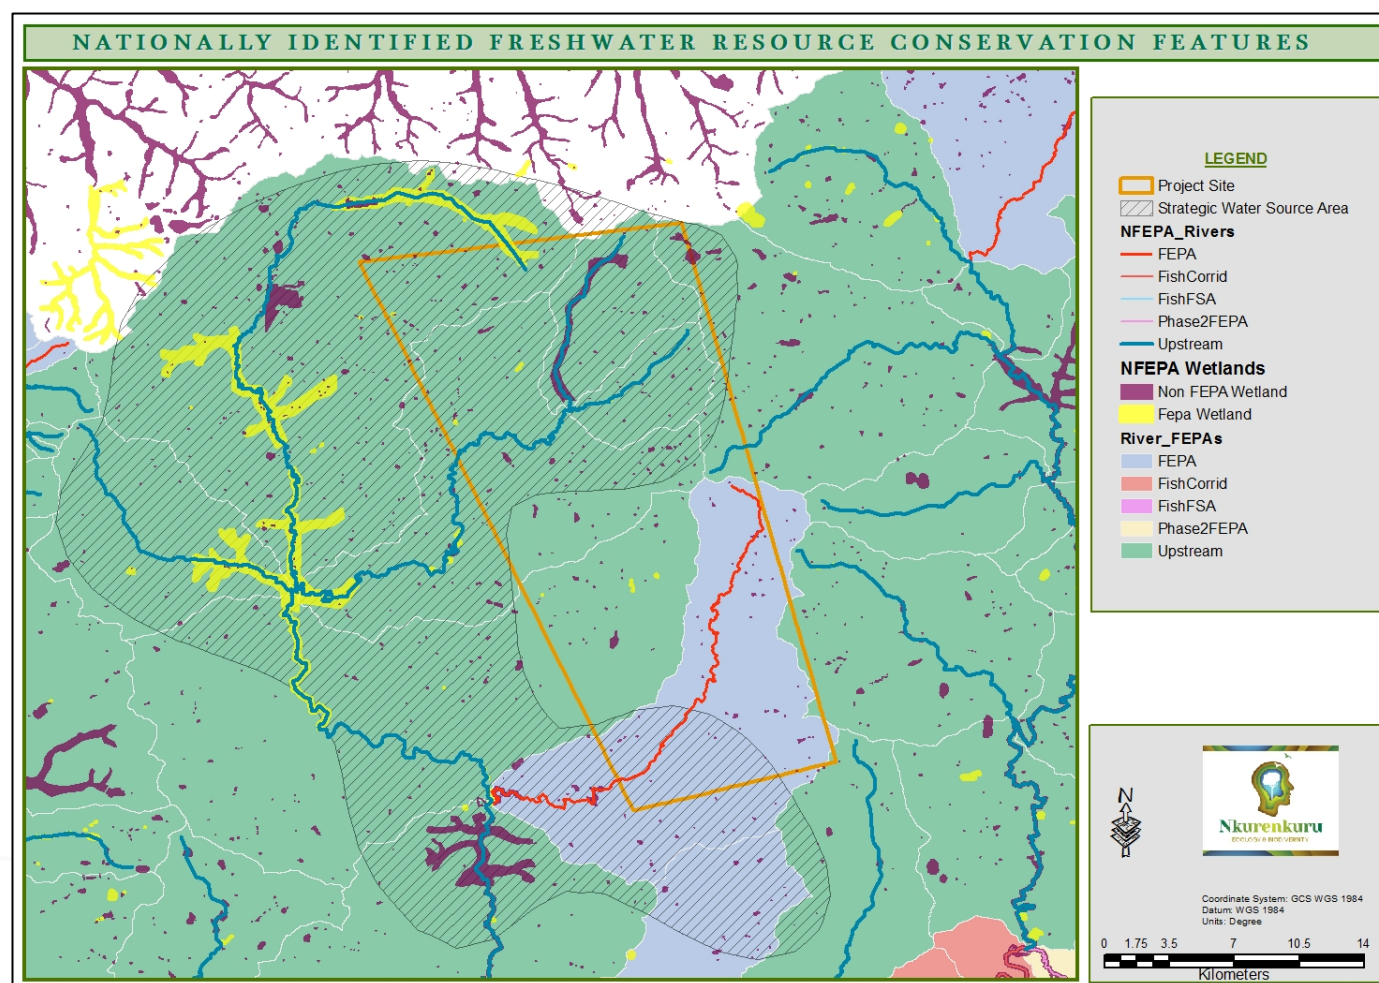 NATIONALLY IDENTIFIED FRESHWATER RESOURCE CONSERVATION FEATURES
LEGEND
Project Site
Strategic Water Source Area
NFEPA_Rivers
FEPA
FishCorrid
FishFSA
Phase2FEPA
Upstream
NFEPA Wetlands
Non FEPA Wetland
Fepa Wetland
River_FEPAs
FEPA
FishCorrid
FishFSA
Phase2FEPA
Upstream
N
Nkurenkuru
ECOLOGY & BIODIVERSITY
Coordinate System: GCS WGS 1984
Datum: WGS 1984
Units: Degree
0 1.75 3.5 7 10.5 14
Kilometers